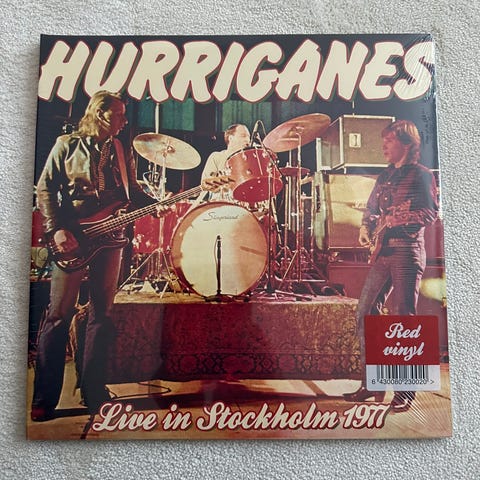 HURRIGANES
Slingerland
Red
vinyl
6 430080 230020 >
Live in Stockholm 1977